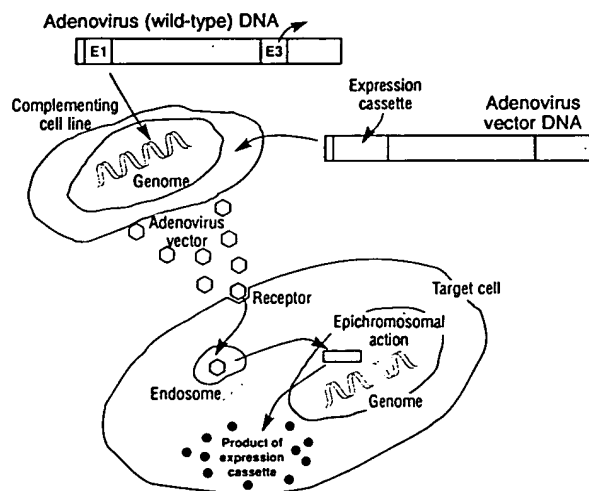 Adenovirus (wild-type) DNA
E1
E3
Expression
cassette
Complementing
cell line
Adenovirus
vector DNA
Genome
Adenovirus
vector
Receptor
Target cell
Epichromosomal
action
Endosome
Genome
Product of
expression
cassette